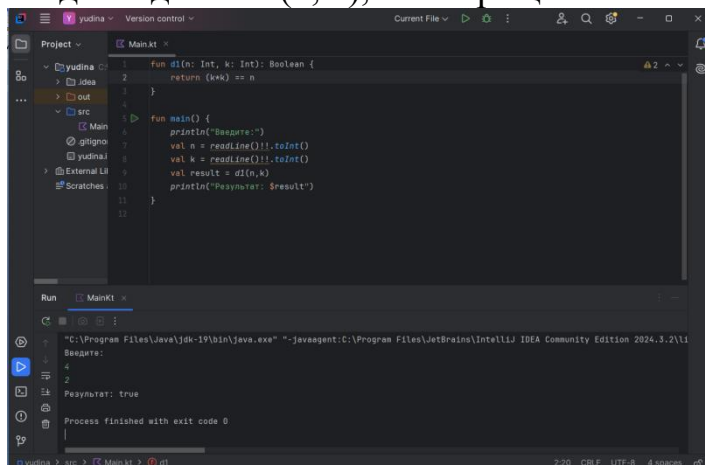 yudina Version control Current File
Project
Main.kt
yudina C:
.idea
out
src
Main
.gitigno
yudina.i
External Li
Scratches
1 fun d1(n: Int, k: Int): Boolean {
2 return (k*k) == n
3 }
4
5 fun main() {
6 println("Введите:")
7 val n = readLine()!!.toInt()
8 val k = readLine()!!.toInt()
9 val result = d1(n,k)
10 println("Результат: $result")
11 }
12
2
Run MainKt
"C:\Program Files\Java\jdk-19\bin\java.exe" "-javaagent:C:\Program Files\JetBrains\IntelliJ IDEA Community Edition 2024.3.2\li
Введите:
4
2
Результат: true
Process finished with exit code 0
yudina > src > Main.kt > d1 2:20 CRLF UTF-8 4 spaces